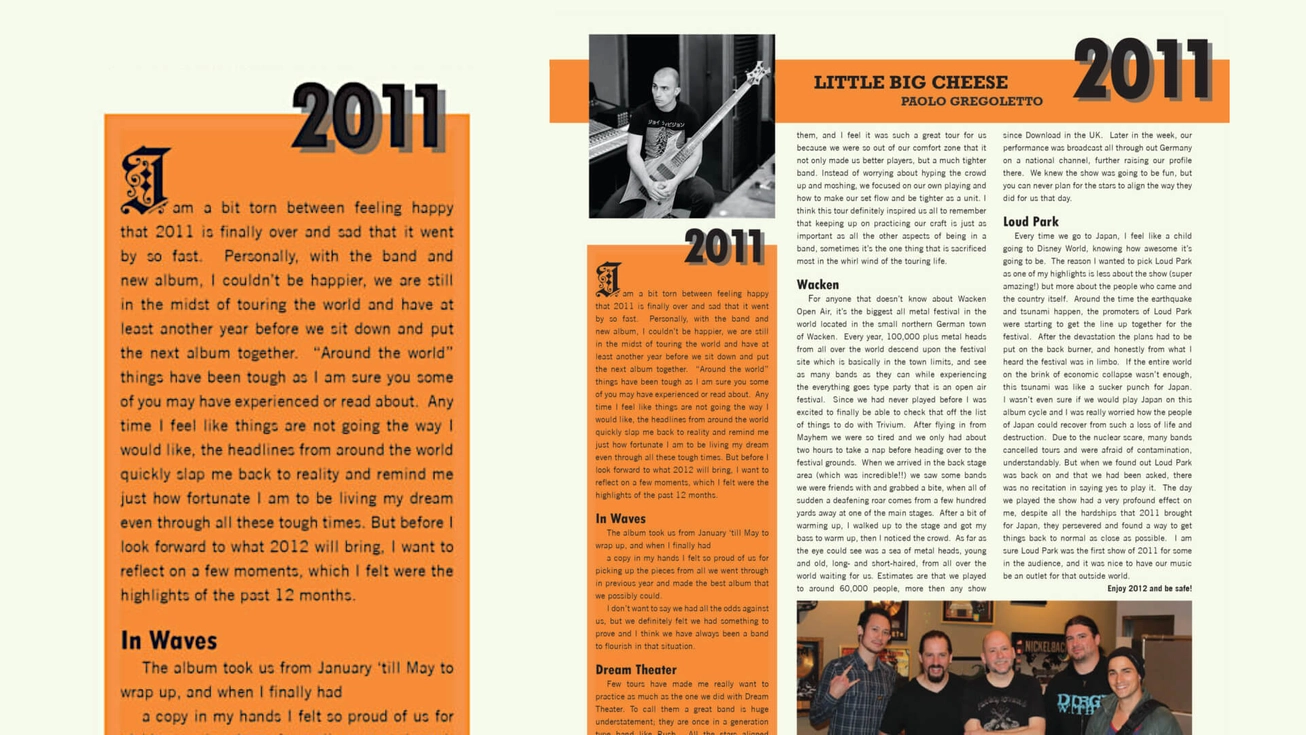 2011
I am a bit torn between feeling happy
that 2011 is finally over and sad that it went
by so fast.  Personally, with the band and
new album, I couldn't be happier, we are still
in the midst of touring the world and have at
least another year before we sit down and put
the next album together.  “Around the world”
things have been tough as I am sure you some
of you may have experienced or read about.  Any
time I feel like things are not going the way I
would like, the headlines from around the world
quickly slap me back to reality and remind me
just how fortunate I am to be living my dream
even through all these tough times. But before I
look forward to what 2012 will bring, I want to
reflect on a few moments, which I felt were the
highlights of the past 12 months.
In Waves
The album took us from January ‘till May to
wrap up, and when I finally had
a copy in my hands I felt so proud of us for
LITTLE BIG CHEESE
PAOLO GREGOLETTO
2011
2011
I am a bit torn between feeling happy
that 2011 is finally over and sad that it went
by so fast.  Personally, with the band and
new album, I couldn't be happier, we are still
in the midst of touring the world and have at
least another year before we sit down and put
the next album together.  “Around the world”
things have been tough as I am sure you some
of you may have experienced or read about.  Any
time I feel like things are not going the way I
would like, the headlines from around the world
quickly slap me back to reality and remind me
just how fortunate I am to be living my dream
even through all these tough times. But before I
look forward to what 2012 will bring, I want to
reflect on a few moments, which I felt were the
highlights of the past 12 months.
In Waves
The album took us from January ‘till May to
wrap up, and when I finally had
a copy in my hands I felt so proud of us for
picking up the pieces from all we went through
in previous year and made the best album that
we possibly could.
I don't want to say we had all the odds against
us, but we definitely felt we had something to
prove and I think we have always been a band
to flourish in that situation.
Dream Theater
Few tours have made me really want to
practice as much as the one we did with Dream
Theater. To call them a great band is huge
understatement; they are once in a generation
type band like Rush.  All the stars aligned
them, and I feel it was such a great tour for us
because we were so out of our comfort zone that it
not only made us better players, but a much tighter
band. Instead of worrying about hyping the crowd
up and moshing, we focused on our own playing and
how to make our set flow and be tighter as a unit. I
think this tour definitely inspired us all to remember
that keeping up on practicing our craft is just as
important as all the other aspects of being in a
band, sometimes it's the one thing that is sacrificed
most in the whirl wind of the touring life.
Wacken
For anyone that doesn't know about Wacken
Open Air, it's the biggest all metal festival in the
world located in the small northern German town
of Wacken.  Every year, 100,000 plus metal heads
from all over the world descend upon the festival
site which is basically in the town limits, and see
as many bands as they can while experiencing
the everything goes type party that is an open air
festival.  Since we had never played before I was
excited to finally be able to check that off the list
of things to do with Trivium.  After flying in from
Mayhem we were so tired and we only had about
two hours to take a nap before heading over to the
festival grounds.  When we arrived in the back stage
area (which was incredible!!) we saw some bands
we were friends with and grabbed a bite, when all of
sudden a deafening roar comes from a few hundred
yards away at one of the main stages.  After a bit of
warming up, I walked up to the stage and got my
bass to warm up, then I noticed the crowd.  As far as
the eye could see was a sea of metal heads, young
and old, long- and short-haired, from all over the
world waiting for us. Estimates are that we played
to around 60,000 people, more then any show
since Download in the UK.  Later in the week, our
performance was broadcast all through out Germany
on a national channel, further raising our profile
there.  We knew the show was going to be fun, but
you can never plan for the stars to align the way they
did for us that day.
Loud Park
Every time we go to Japan, I feel like a child
going to Disney World, knowing how awesome it's
going to be.  The reason I wanted to pick Loud Park
as one of my highlights is less about the show (super
amazing!) but more about the people who came and
the country itself.  Around the time the earthquake
and tsunami happen, the promoters of Loud Park
were starting to get the line up together for the
festival.  After the devastation the plans had to be
put on the back burner, and honestly from what I
heard the festival was in limbo.  If the entire world
on the brink of economic collapse wasn't enough,
this tsunami was like a sucker punch for Japan.
I wasn't even sure if we would play Japan on this
album cycle and I was really worried how the people
of Japan could recover from such a loss of life and
destruction.  Due to the nuclear scare, many bands
cancelled tours and were afraid of contamination,
understandably. But when we found out Loud Park
was back on and that we had been asked, there
was no recitation in saying yes to play it.  The day
we played the show had a very profound effect on
me, despite all the hardships that 2011 brought
for Japan, they persevered and found a way to get
things back to normal as close as possible.  I am
sure Loud Park was the first show of 2011 for some
in the audience, and it was nice to have our music
be an outlet for that outside world.
Enjoy 2012 and be safe!
NICKELBACK